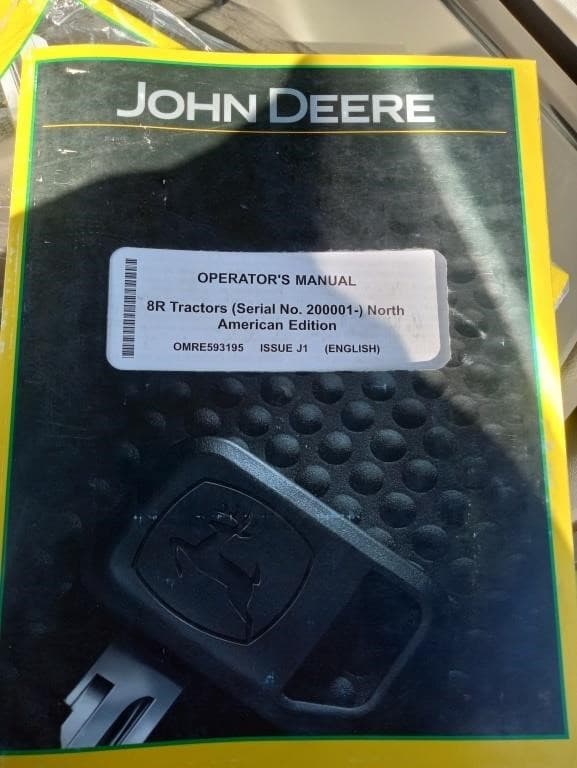 JOHN DEERE
OPERATOR'S MANUAL
8R Tractors (Serial No. 200001-) North
American Edition
OMRE593195 ISSUE J1 (ENGLISH)